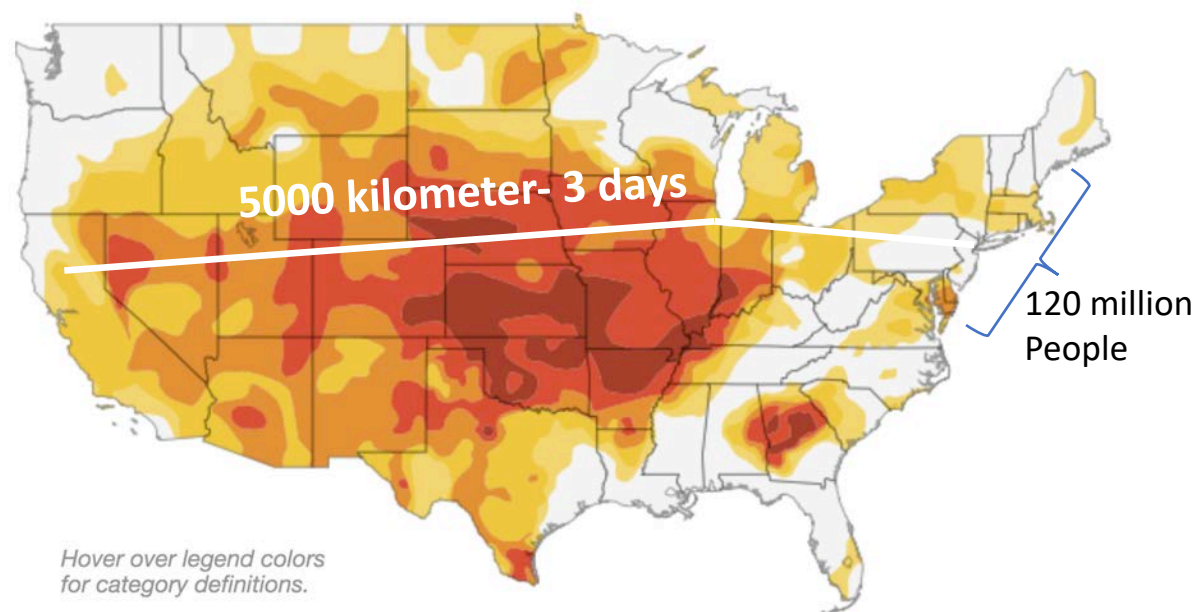 5000 kilometer- 3 days
120 million
People
Hover over legend colors
for category definitions.